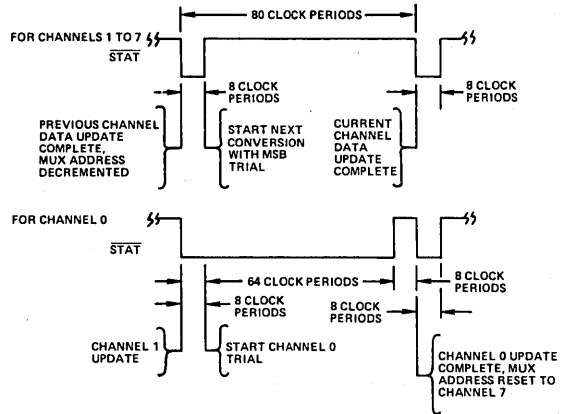 80 CLOCK PERIODS
FOR CHANNELS 1 TO 7
STAT
8 CLOCK
PERIODS
8 CLOCK
PERIODS
PREVIOUS CHANNEL
DATA UPDATE
COMPLETE,
MUX ADDRESS
DECREMENTED
START NEXT
CONVERSION
WITH MSB
TRIAL
CURRENT
CHANNEL
DATA
UPDATE
COMPLETE
FOR CHANNEL 0
STAT
64 CLOCK PERIODS
8 CLOCK
PERIODS
8 CLOCK
PERIODS
8 CLOCK
PERIODS
CHANNEL 1
UPDATE
START CHANNEL 0
TRIAL
CHANNEL 0 UPDATE
COMPLETE, MUX
ADDRESS RESET TO
CHANNEL 7